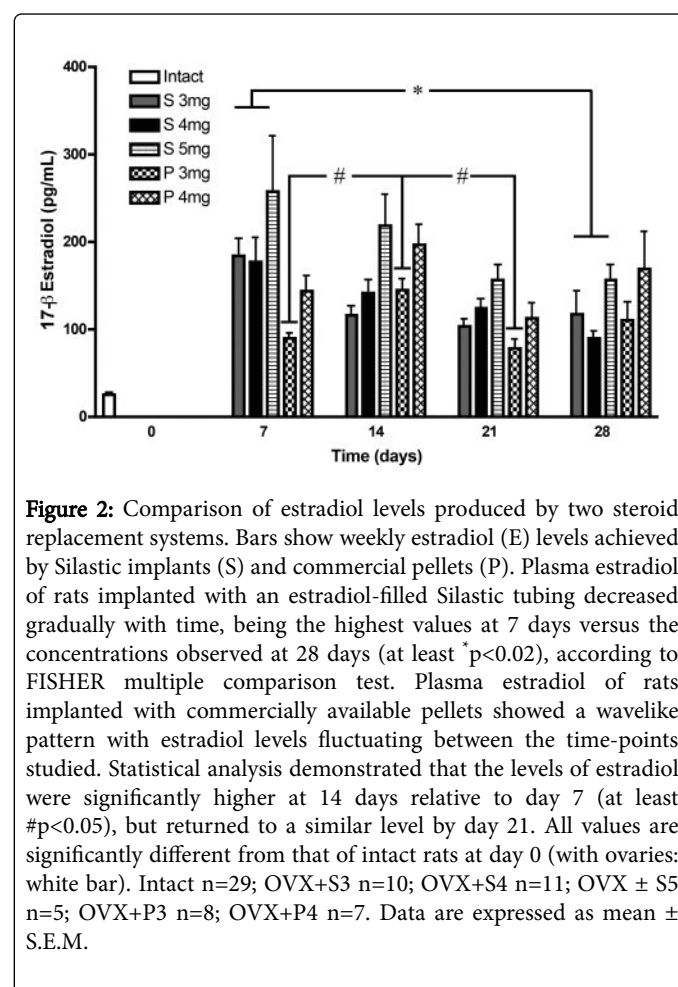 400
300
200
100
0
17-β Estradiol (pg/mL)
Intact
S 3mg
S 4mg
S 5mg
P 3mg
P 4mg
*
# #
0 7 14 21 28
Time (days)
Figure 2: Comparison of estradiol levels produced by two steroid
replacement systems. Bars show weekly estradiol (E) levels achieved
by Silastic implants (S) and commercial pellets (P). Plasma estradiol
of rats implanted with an estradiol-filled Silastic tubing decreased
gradually with time, being the highest values at 7 days versus the
concentrations observed at 28 days (at least *p<0.02), according to
FISHER multiple comparison test. Plasma estradiol of rats
implanted with commercially available pellets showed a wavelike
pattern with estradiol levels fluctuating between the time-points
studied. Statistical analysis demonstrated that the levels of estradiol
were significantly higher at 14 days relative to day 7 (at least
#p<0.05), but returned to a similar level by day 21. All values are
significantly different from that of intact rats at day 0 (with ovaries:
white bar). Intact n=29; OVX+S3 n=10; OVX+S4 n=11; OVX ± S5
n=5; OVX+P3 n=8; OVX+P4 n=7. Data are expressed as mean ±
S.E.M.